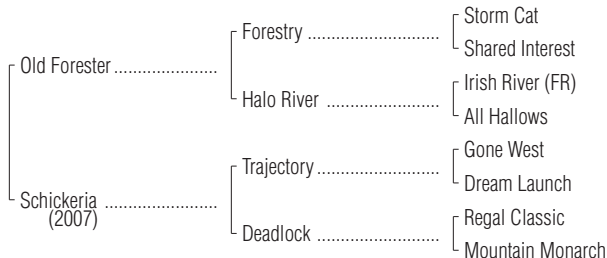 Storm Cat
Forestry
Shared Interest
Old Forester
Irish River (FR)
Halo River
All Hallows
Gone West
Trajectory
Dream Launch
Schickeria
(2007)
Regal Classic
Deadlock
Mountain Monarch